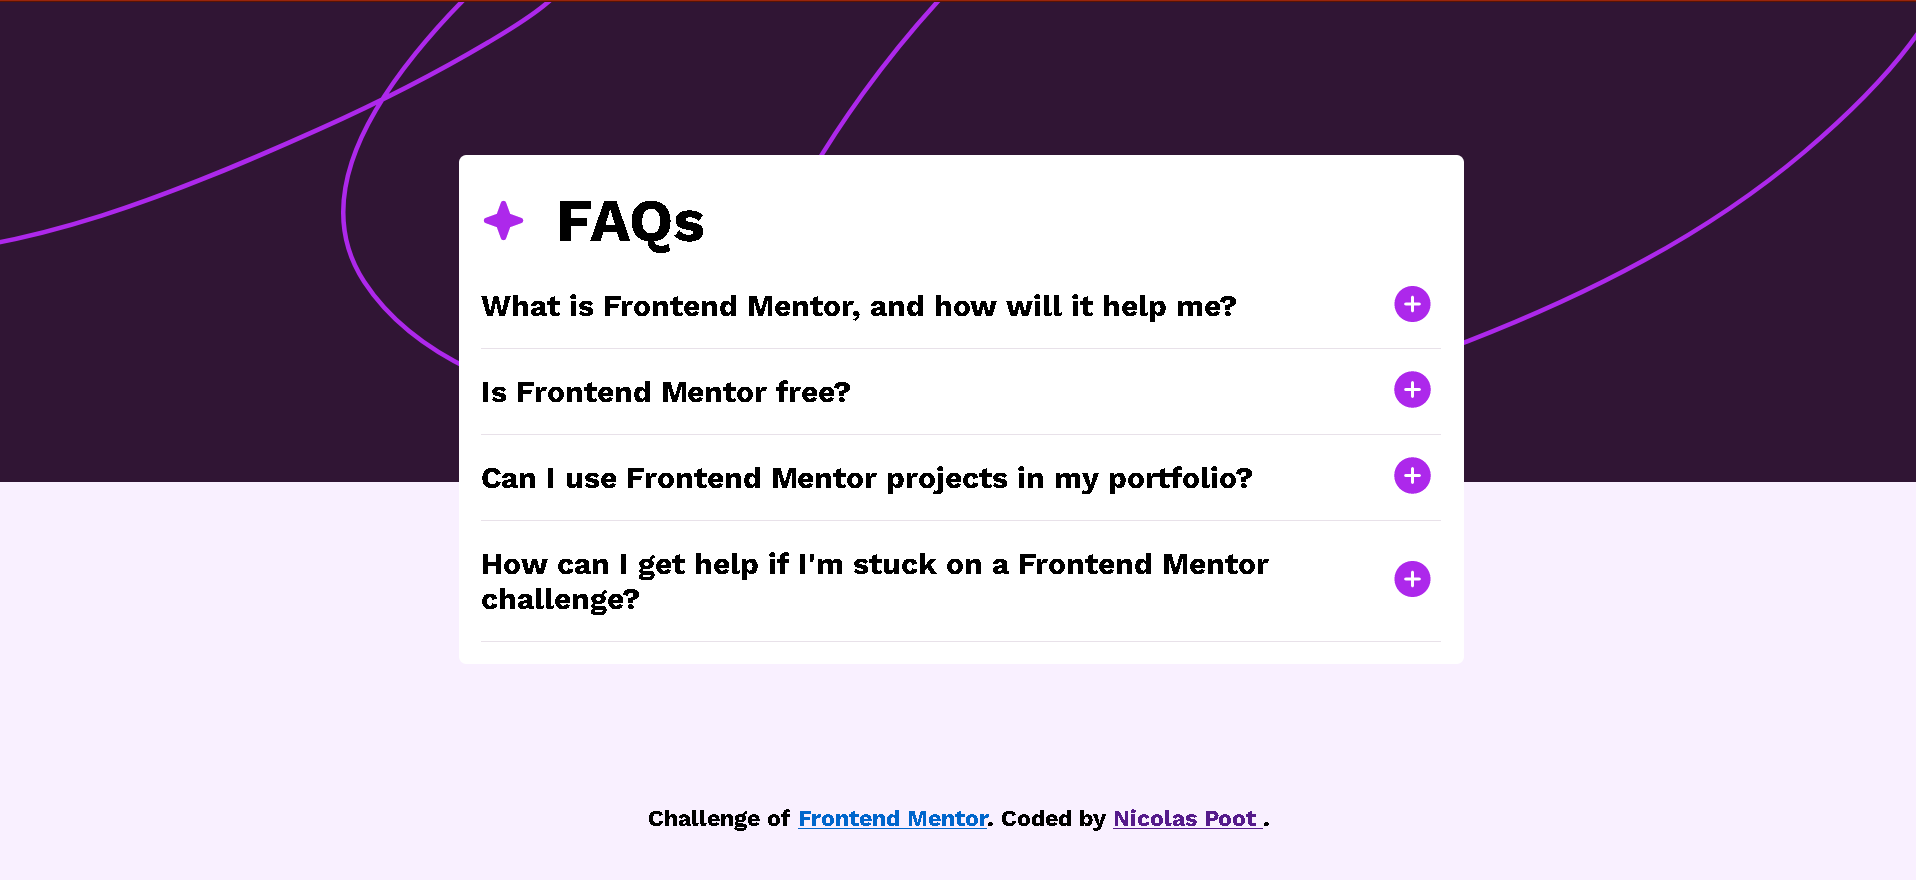 FAQs
What is Frontend Mentor, and how will it help me?
Is Frontend Mentor free?
Can I use Frontend Mentor projects in my portfolio?
How can I get help if I'm stuck on a Frontend Mentor
challenge?
Challenge of Frontend Mentor. Coded by Nicolas Poot .